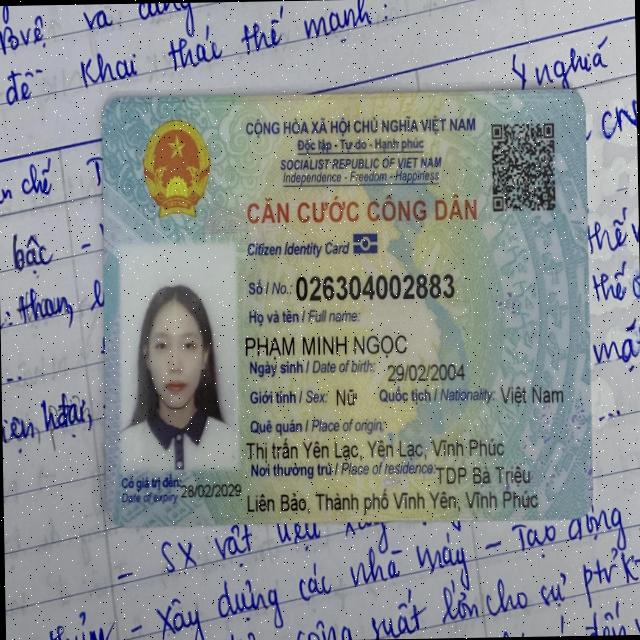 Bơvệ và
đề khai thác thế mạnh:
Ý nghĩa
CỘNG HÒA XÃ HỘI CHỦ NGHĨA VIỆT NAM
Độc lập - Tự do - Hạnh phúc
SOCIALIST REPUBLIC OF VIET NAM
Independence - Freedom - Happiness
CĂN CƯỚC CÔNG DÂN
Citizen Identity Card
Số / No.: 026304002883
Họ và tên / Full name:
PHẠM MINH NGỌC
Ngày sinh / Date of birth: 29/02/2004
Giới tính / Sex: Nữ Quốc tịch / Nationality: Việt Nam
Quê quán / Place of origin:
Thị trấn Yên Lạc, Yên Lạc, Vĩnh Phúc
Nơi thường trú / Place of residence: TDP Bà Triệu
Liên Bảo, Thành phố Vĩnh Yên, Vĩnh Phúc
Có giá trị đến: 28/02/2029
Date of expiry
bậc -
than,
thế
thế
- SX vật liệu xây
- Xây dựng các nhà máy - Tạo động
suất lớn cho sự ptr